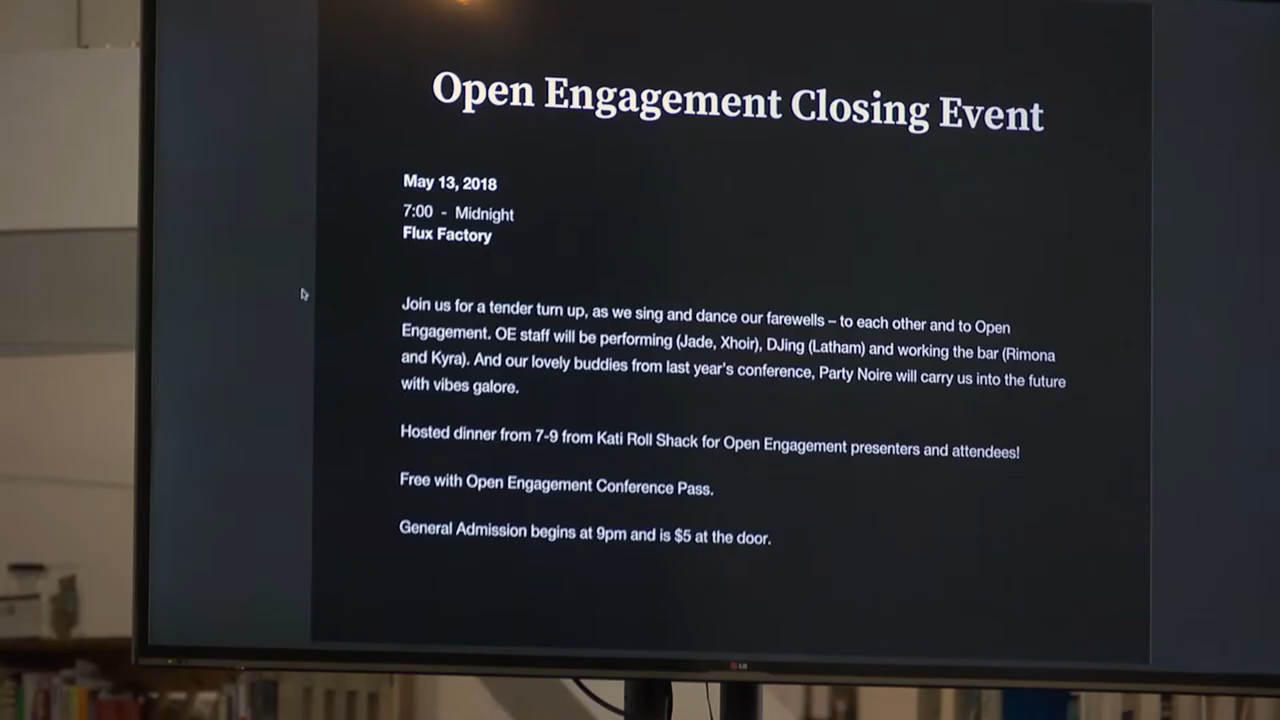 Open Engagement Closing Event
May 13, 2018
7:00 - Midnight
Flux Factory
Join us for a tender turn up, as we sing and dance our farewells – to each other and to Open
Engagement. OE staff will be performing (Jade, Xhoir), DJing (Latham) and working the bar (Rimona
and Kyra). And our lovely buddies from last year's conference, Party Noire will carry us into the future
with vibes galore.
Hosted dinner from 7-9 from Kati Roll Shack for Open Engagement presenters and attendees!
Free with Open Engagement Conference Pass.
General Admission begins at 9pm and is $5 at the door.
LG